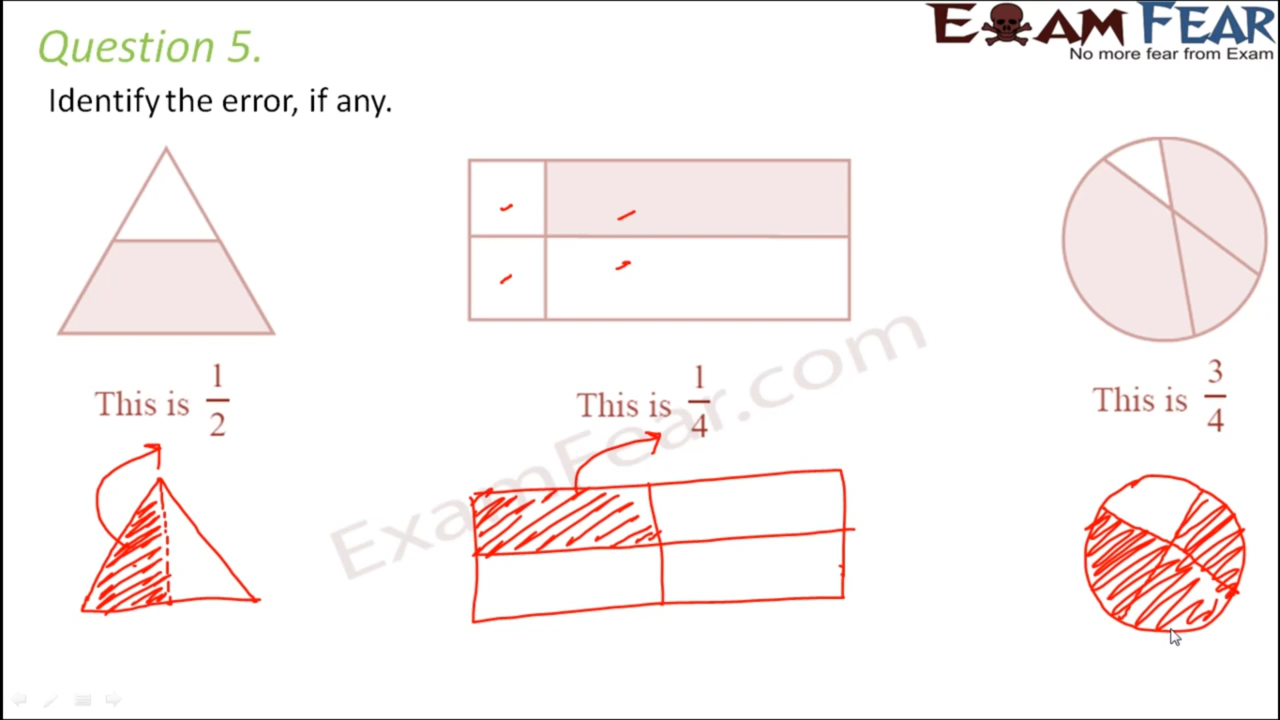 EXAM FEAR
No more fear from Exam
Question 5.
Identify the error, if any.
This is 1/2
This is 1/4
This is 3/4
ExamFear.com